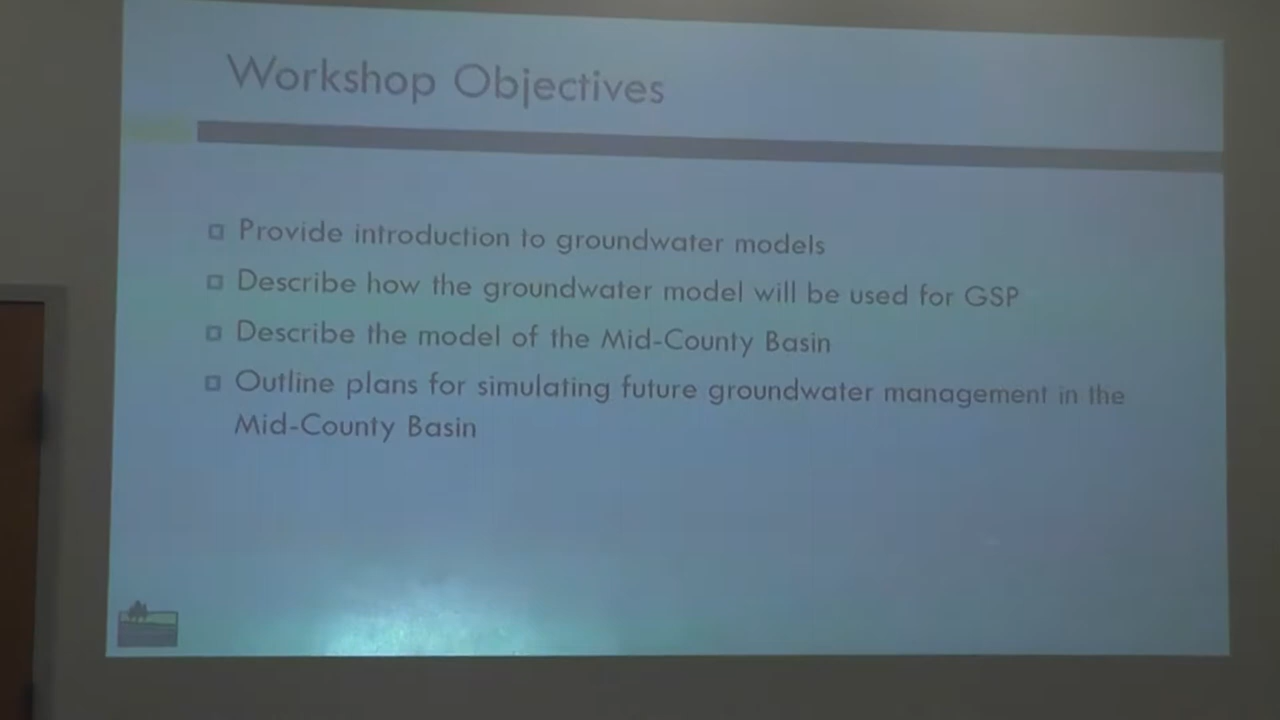 Workshop Objectives
Provide introduction to groundwater models
Describe how the groundwater model will be used for GSP
Describe the model of the Mid-County Basin
Outline plans for simulating future groundwater management in the
Mid-County Basin